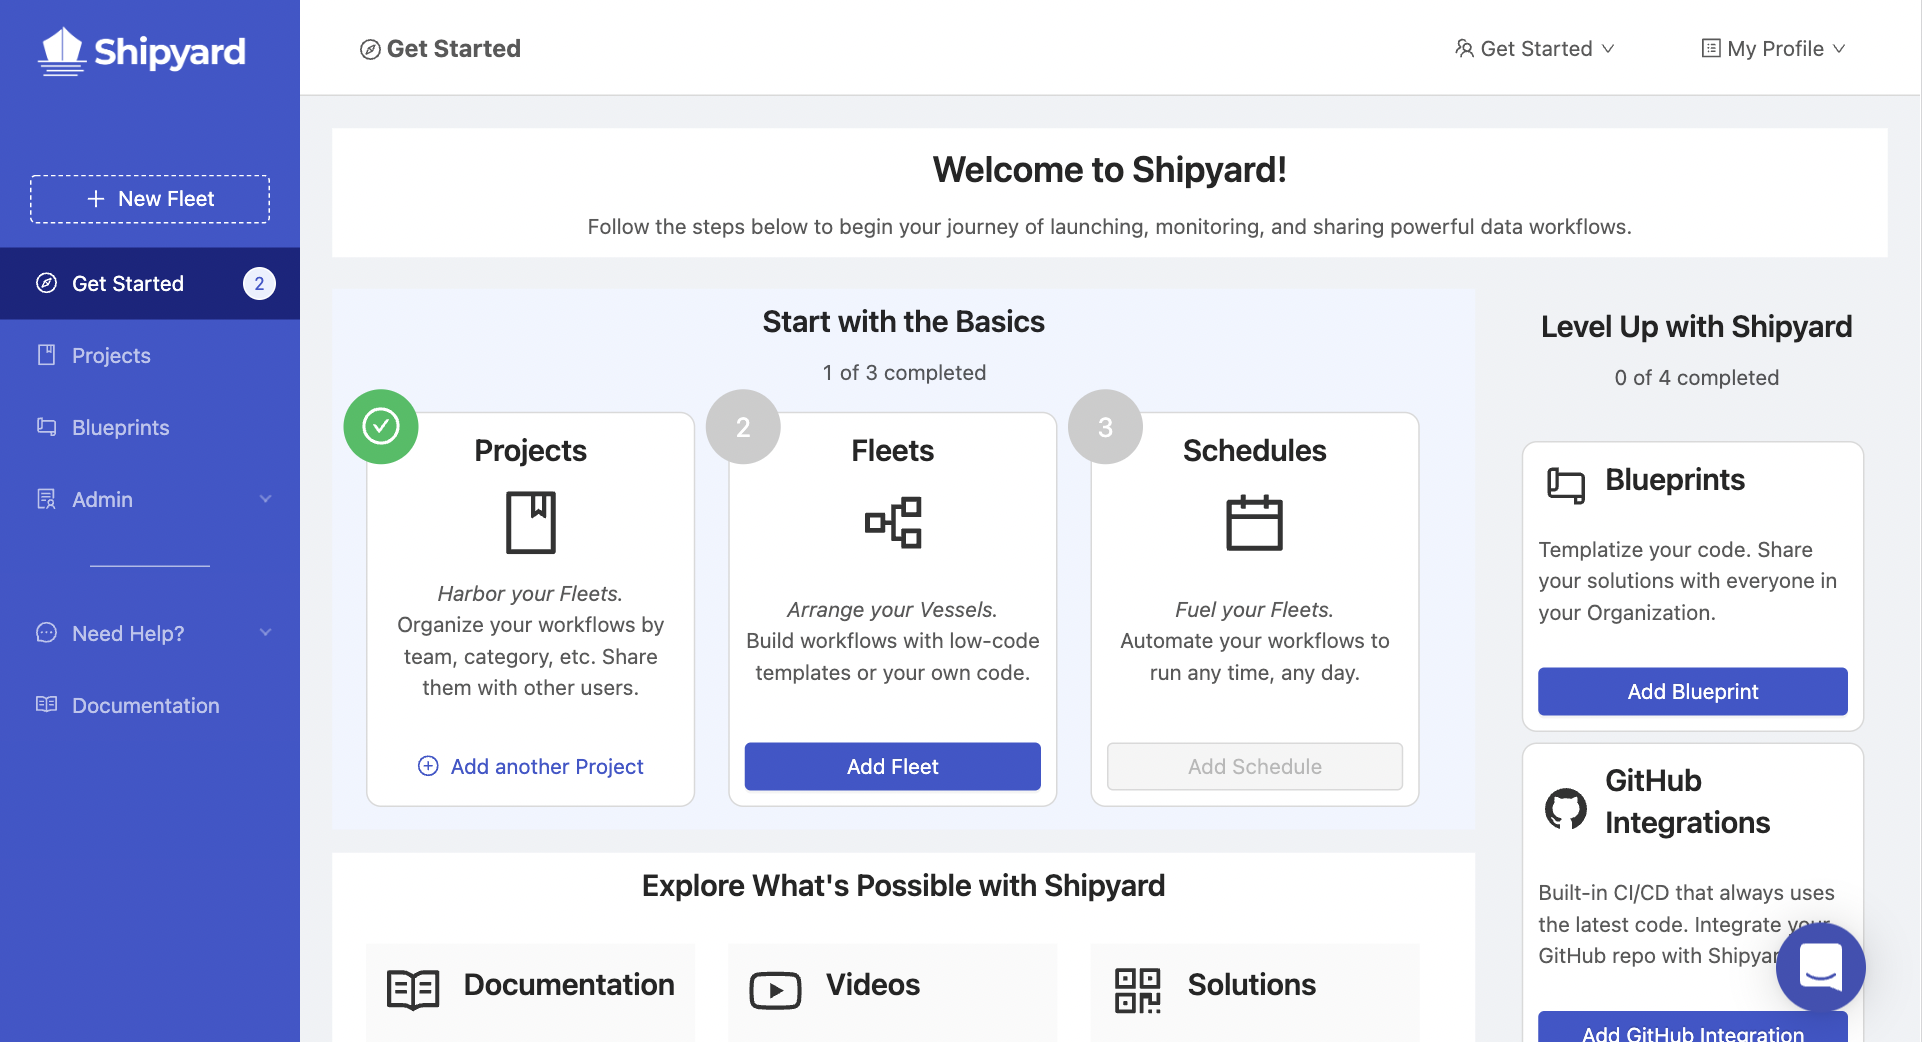 Shipyard
New Fleet
Get Started 2
Projects
Blueprints
Admin
Need Help?
Documentation
Get Started
Get Started
My Profile
Welcome to Shipyard!
Follow the steps below to begin your journey of launching, monitoring, and sharing powerful data workflows.
Start with the Basics
1 of 3 completed
Projects
Harbor your Fleets.
Organize your workflows by
team, category, etc. Share
them with other users.
Add another Project
2
Fleets
Arrange your Vessels.
Build workflows with low-code
templates or your own code.
Add Fleet
3
Schedules
Fuel your Fleets.
Automate your workflows to
run any time, any day.
Add Schedule
Explore What's Possible with Shipyard
Documentation
Videos
Solutions
Level Up with Shipyard
0 of 4 completed
Blueprints
Templatize your code. Share
your solutions with everyone in
your Organization.
Add Blueprint
GitHub
Integrations
Built-in CI/CD that always uses
the latest code. Integrate your
GitHub repo with Shipyar
Add GitHub Integration